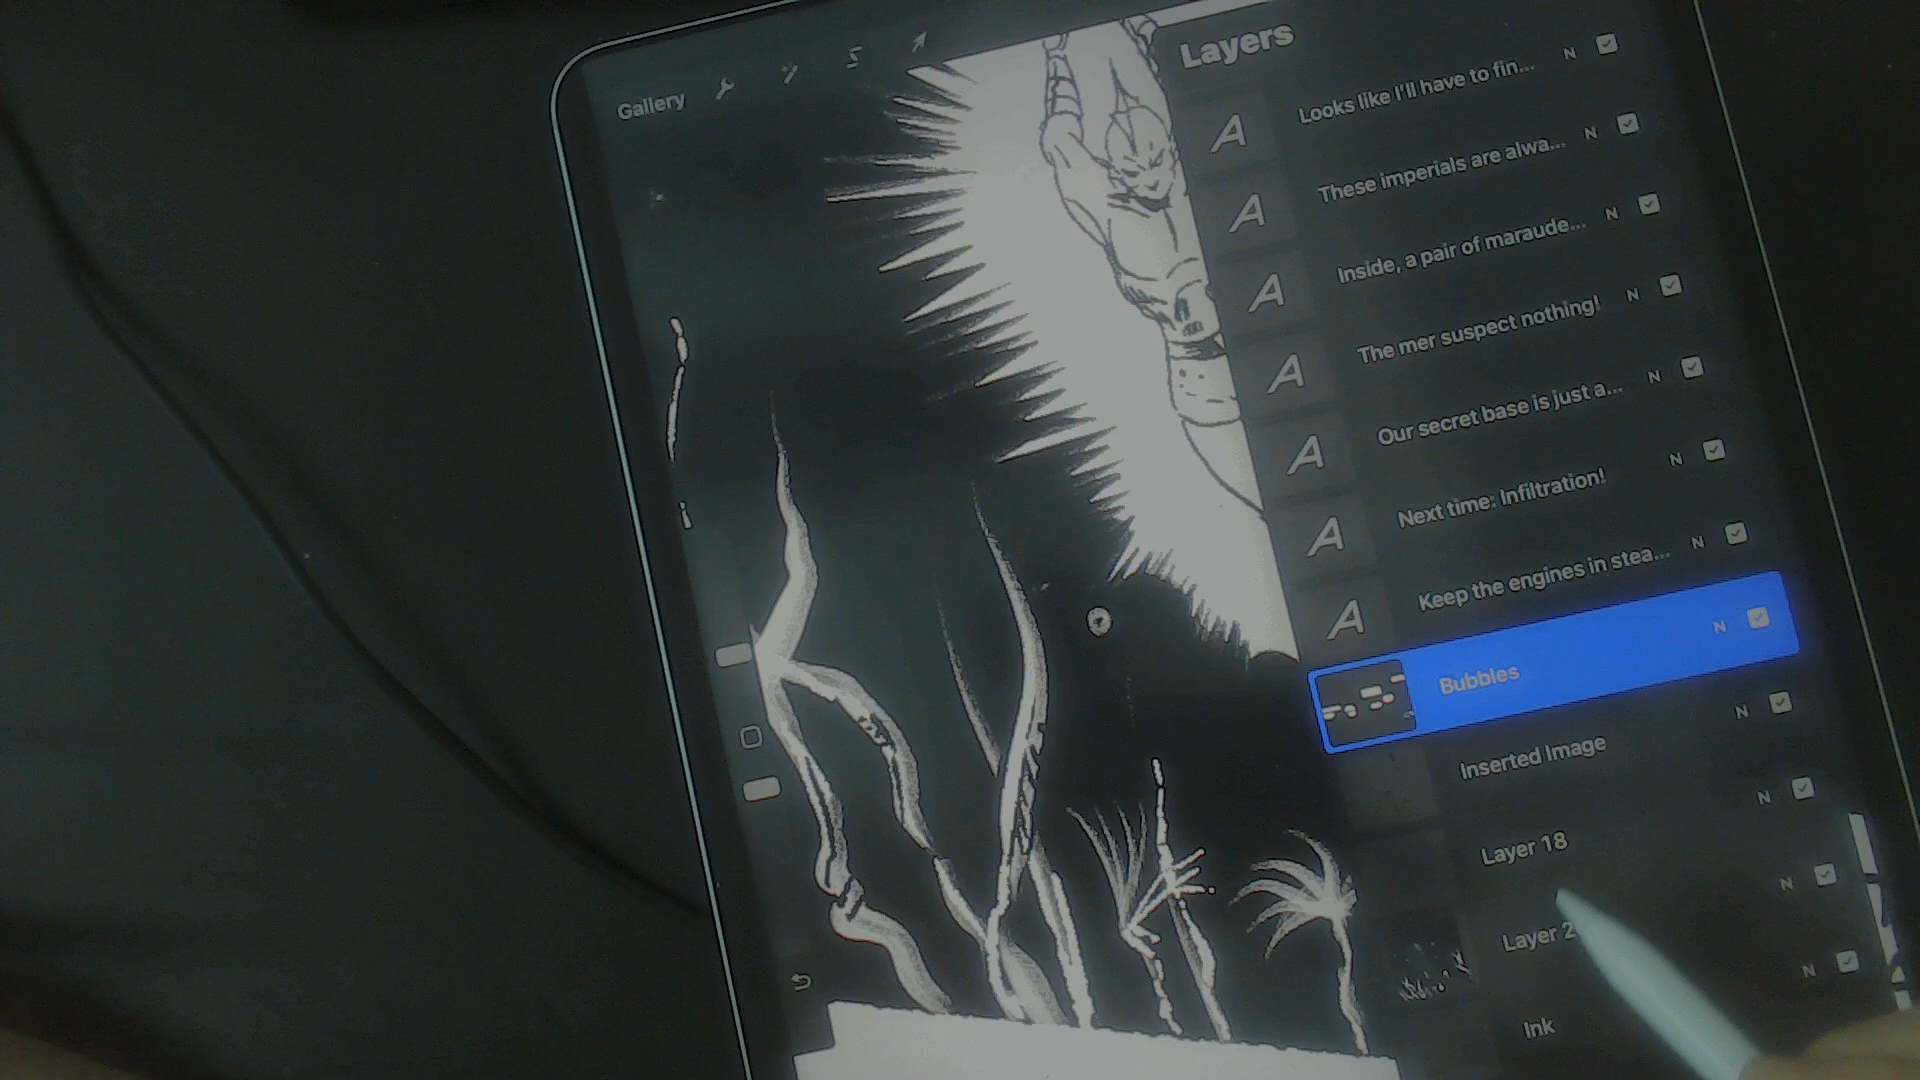 Gallery
Layers
A Looks like I'll have to fin... N
A These imperials are alwa... N
A Inside, a pair of maraude... N
A The mer suspect nothing! N
A Our secret base is just a... N
A Next time: Infiltration! N
A Keep the engines in stea... N
Bubbles N
Inserted Image N
Layer 18 N
Layer 2 N
Ink N